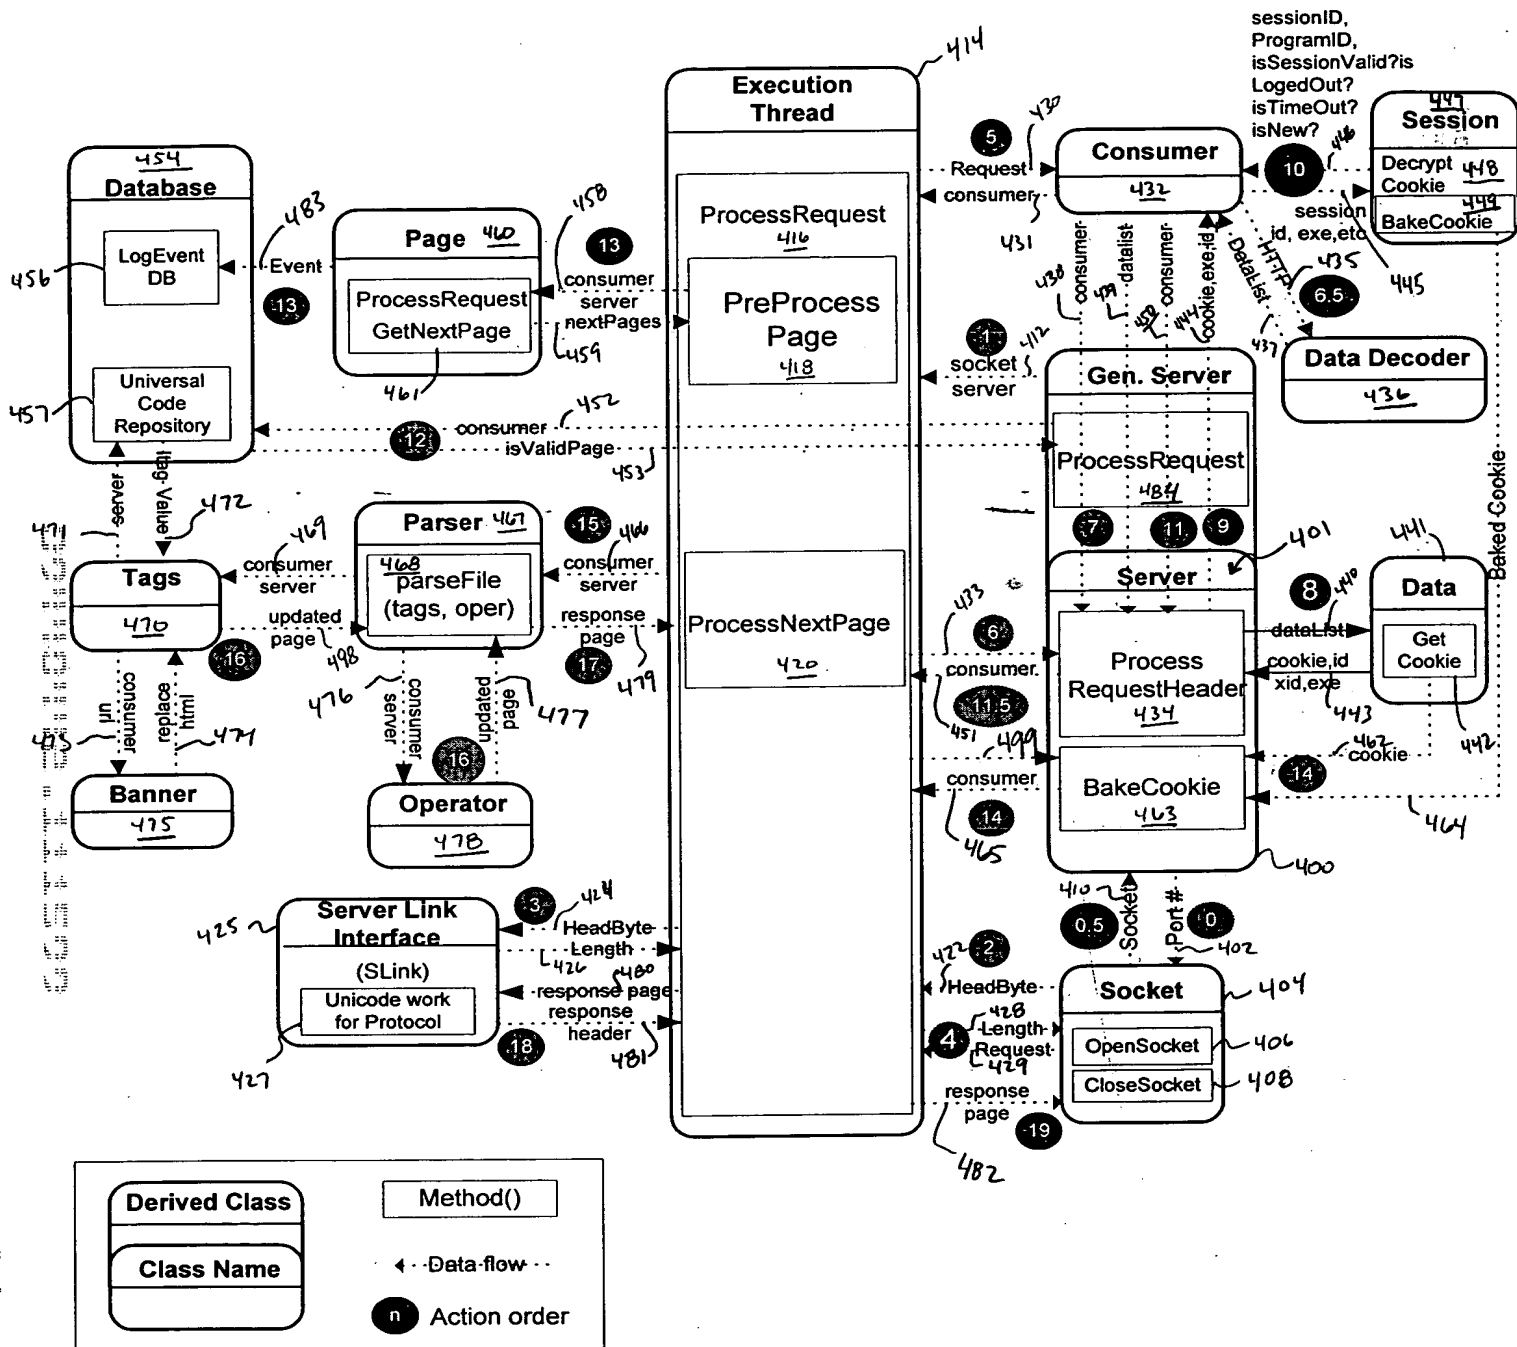 sessionID,
ProgramID,
isSessionValid?is
LogedOut?
isTimeOut?
isNew?
414
Execution
Thread
5
430
Request
consumer
431
Consumer
432
10
446
447
Session
Decrypt
Cookie 448
449
BakeCookie
session
id, exe,etc
445
454
Database
LogEvent
DB
456
483
Event
13
Page 460
ProcessRequest
GetNextPage
461
458
13
consumer
server
nextPages
459
ProcessRequest
416
PreProcess
Page
418
438
consumer
439
datalist
450
consumer
444
cookie,exe,id
HTTP
435
DataList
437
6.5
Data Decoder
436
1
412
socket
server
Gen. Server
ProcessRequest
484
457
Universal
Code
Repository
452
consumer
12
isValidPage
453
server
471
ltag-Value
472
Tags
470
469
consumer
server
updated
page
498
16
Parser 467
468
parseFile
(tags, oper)
15
466
consumer
server
response
page
17
479
ProcessNextPage
420
7
11
9
401
Server
Process
RequestHeader
434
433
6
consumer
11.5
451
499
8
440
dataList
cookie,id
xid,exe
443
441
Data
Get
Cookie
442
Baked Cookie
462
cookie
14
464
BakeCookie
463
consumer
14
465
400
consumer
replace
html
474
Banner
475
476
consumer
server
updated
page
477
16
Operator
478
425
Server Link
Interface
(SLink)
Unicode work
for Protocol
427
3
424
HeadByte
Length
426
480
response page
response
header
18
481
410
Socket
0.5
Port #
0
402
2
422
HeadByte
428
Length
4
Request
429
response
page
19
482
Socket
404
OpenSocket
406
CloseSocket
408
Derived Class
Class Name
Method()
Data flow
n
Action order